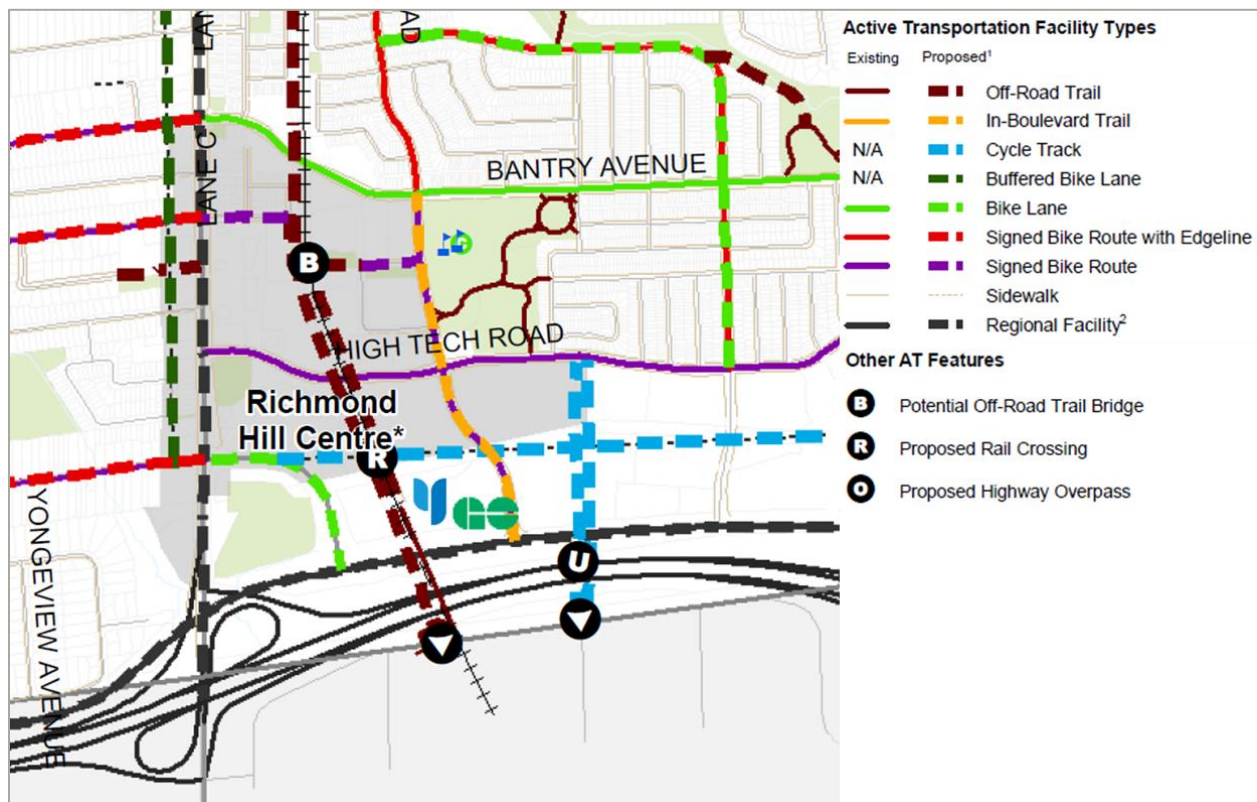 LANE C
LAN
AD
BANTRY AVENUE
B
HIGH TECH ROAD
Richmond
Hill Centre*
R
GO
U
YONGEVIEW AVENUE
Active Transportation Facility Types
Existing Proposed¹
Off-Road Trail
In-Boulevard Trail
N/A Cycle Track
N/A Buffered Bike Lane
Bike Lane
Signed Bike Route with Edgeline
Signed Bike Route
Sidewalk
Regional Facility²
Other AT Features
B Potential Off-Road Trail Bridge
R Proposed Rail Crossing
O Proposed Highway Overpass